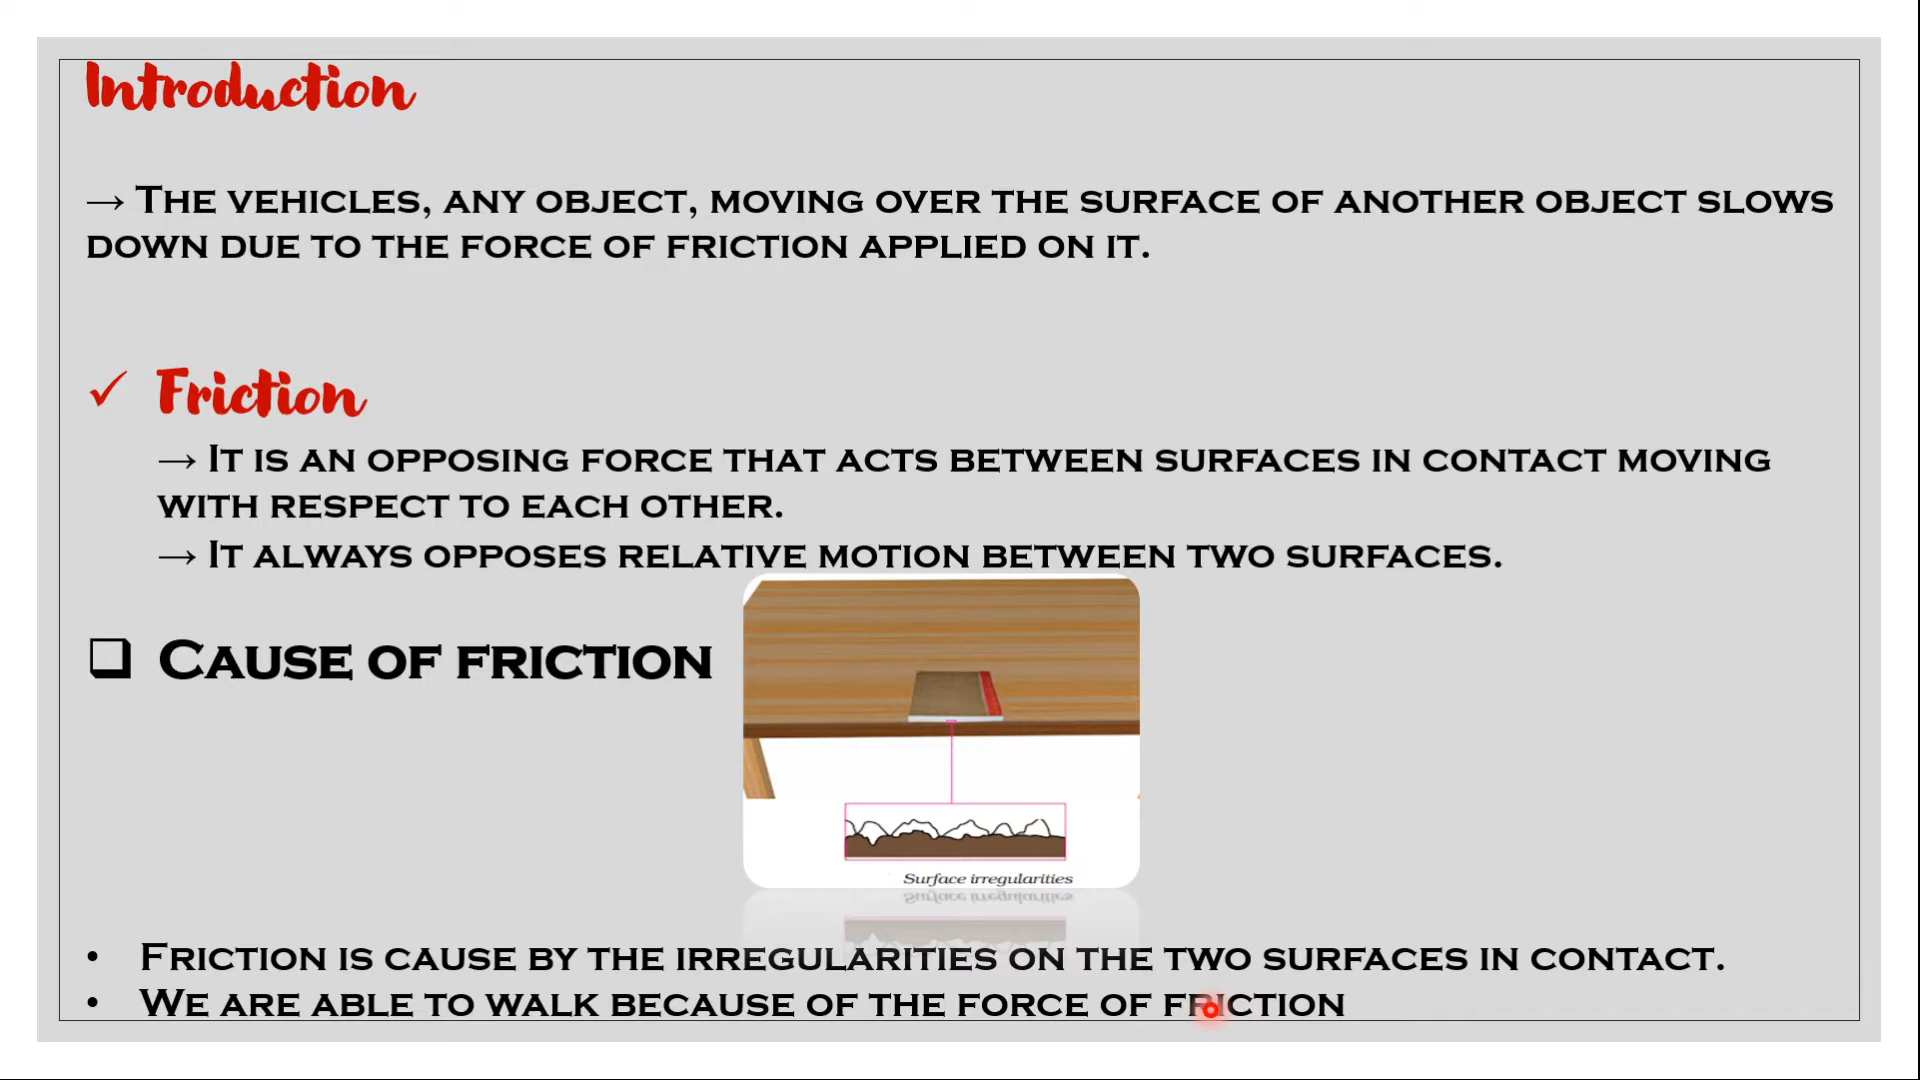 Introduction
→ The vehicles, any object, moving over the surface of another object slows
down due to the force of friction applied on it.
✓ Friction
→ It is an opposing force that acts between surfaces in contact moving
with respect to each other.
→ It always opposes relative motion between two surfaces.
❑ Cause of friction
Surface irregularities
• Friction is cause by the irregularities on the two surfaces in contact.
• We are able to walk because of the force of friction